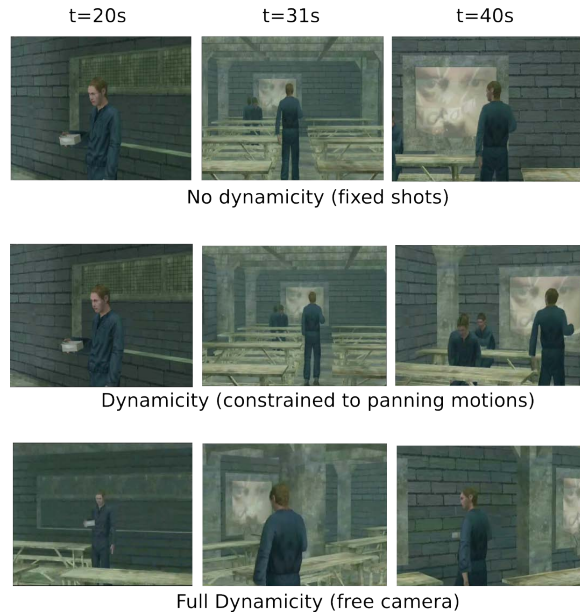 t=20s t=31s t=40s
No dynamicity (fixed shots)
Dynamicity (constrained to panning motions)
Full Dynamicity (free camera)